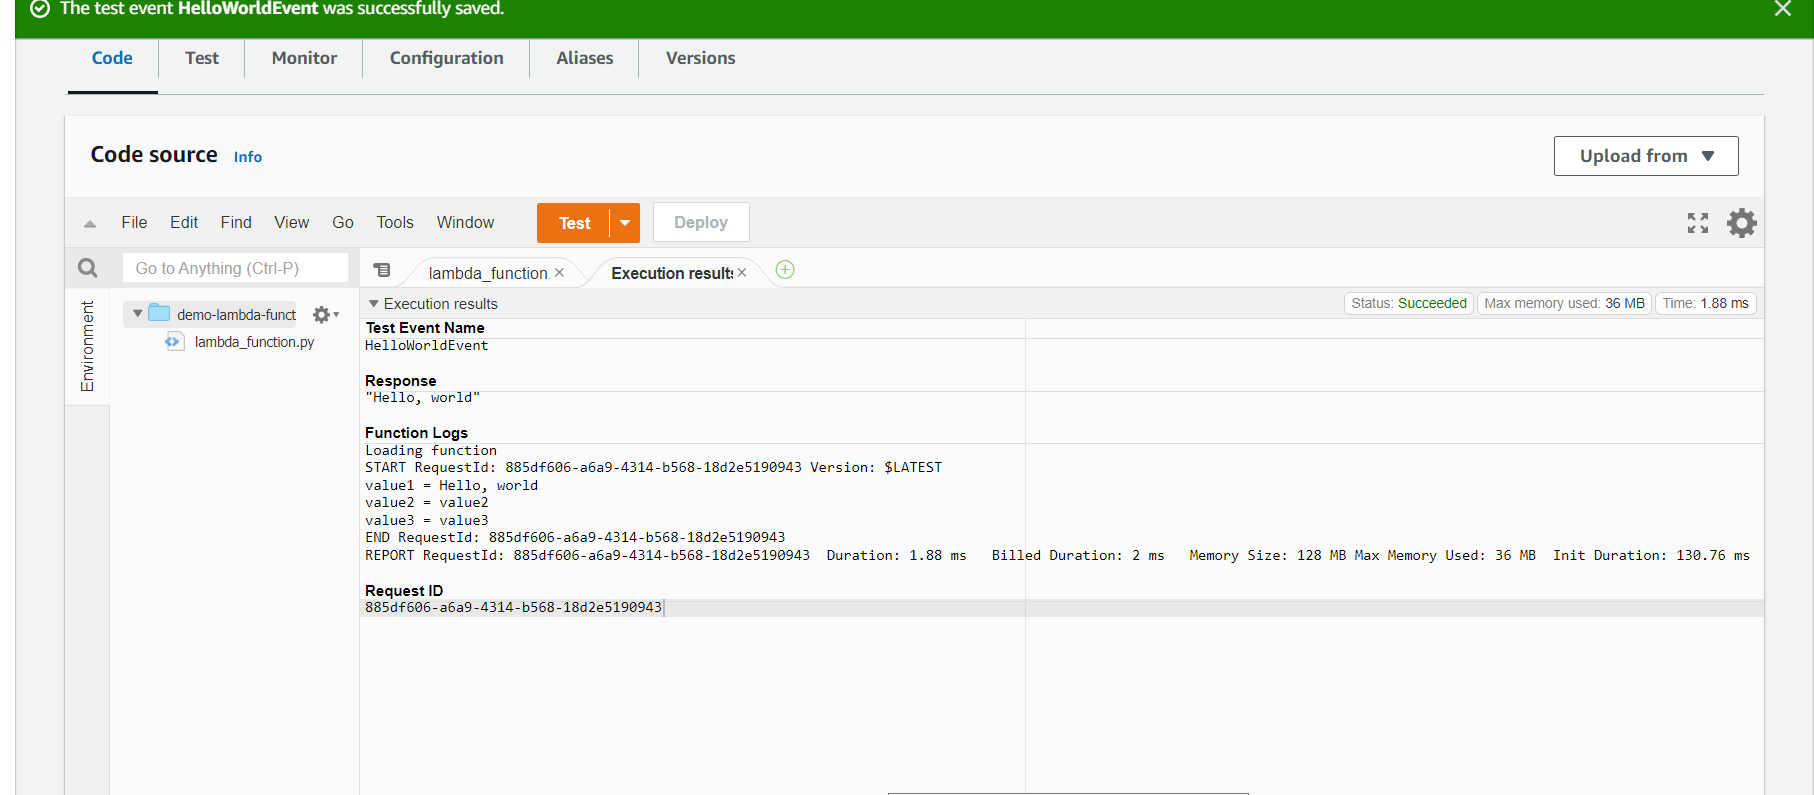 The test event HelloWorldEvent was successfully saved.
Code Test Monitor Configuration Aliases Versions
Code source Info
Upload from
File Edit Find View Go Tools Window Test Deploy
Go to Anything (Ctrl-P)
lambda_function Execution results
Environment
demo-lambda-funct
lambda_function.py
Execution results
Status: Succeeded Max memory used: 36 MB Time: 1.88 ms
Test Event Name
HelloWorldEvent
Response
"Hello, world"
Function Logs
Loading function
START RequestId: 885df606-a6a9-4314-b568-18d2e5190943 Version: $LATEST
value1 = Hello, world
value2 = value2
value3 = value3
END RequestId: 885df606-a6a9-4314-b568-18d2e5190943
REPORT RequestId: 885df606-a6a9-4314-b568-18d2e5190943 Duration: 1.88 ms Billed Duration: 2 ms Memory Size: 128 MB Max Memory Used: 36 MB Init Duration: 130.76 ms
Request ID
885df606-a6a9-4314-b568-18d2e5190943